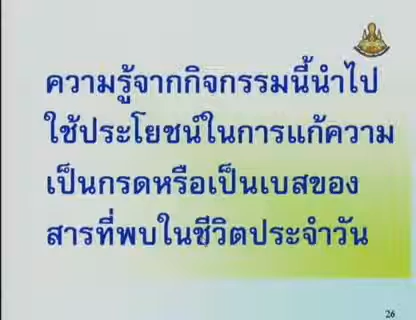 ความรู้จากกิจกรรมนี้นำไป
ใช้ประโยชน์ในการแก้ความ
เป็นกรดหรือเป็นเบสของ
สารที่พบในชีวิตประจำวัน
26